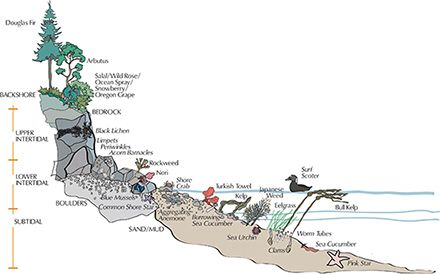 Douglas Fir
Arbutus
Salal/Wild Rose/
Ocean Spray/
Snowberry/
Oregon Grape
BACKSHORE
BEDROCK
UPPER
INTERTIDAL
Black Lichen
Limpets
Periwinkles
Acorn Barnacles
Rockweed
Nori
LOWER
INTERTIDAL
Shore
Crab
Turkish Towel
Kelp
Japanese
Weed
Eelgrass
Surf
Scoter
Bull Kelp
BOULDERS
Blue Mussels
Common Shore Star
Aggregating
Anemone
Burrowing
Sea Cucumber
SUBTIDAL
SAND/MUD
Sea Urchin
Clams
Worm Tubes
Sea Cucumber
Pink Star